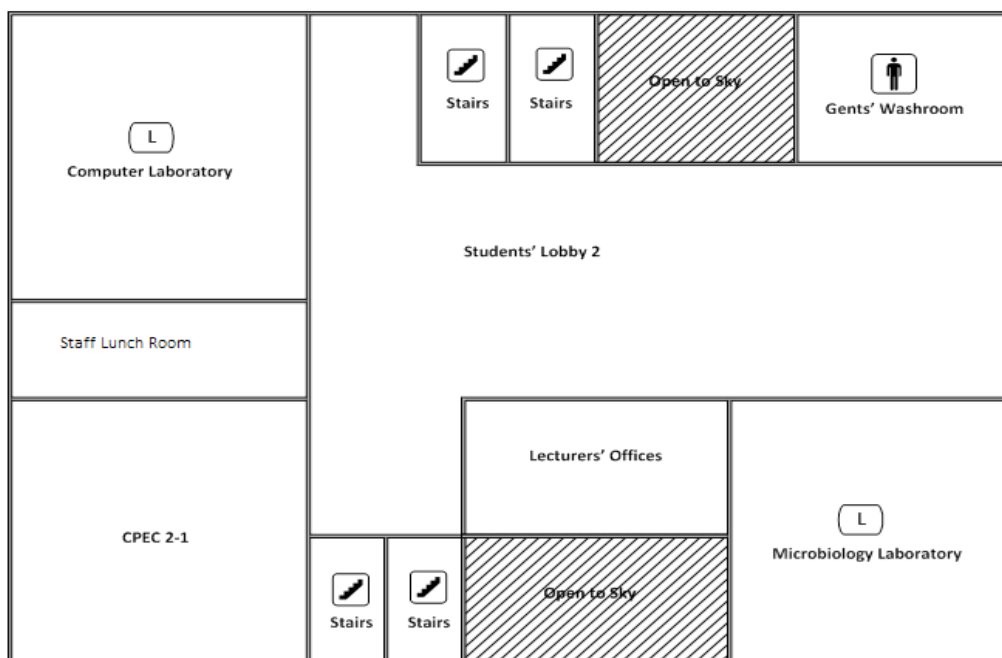 Stairs
Stairs
Open to Sky
Gents’ Washroom
L
Computer Laboratory
Students’ Lobby 2
Staff Lunch Room
Lecturers’ Offices
CPEC 2-1
L
Microbiology Laboratory
Stairs
Stairs
Open to Sky